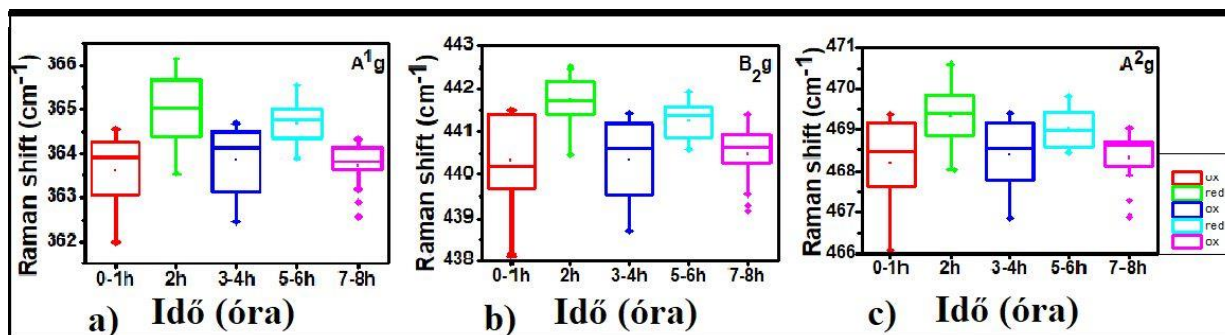 Raman shift (cm⁻¹)
366
365
364
363
362
A¹g
0-1h 2h 3-4h 5-6h 7-8h
a) Idő (óra)
Raman shift (cm⁻¹)
443
442
441
440
439
438
B₂g
0-1h 2h 3-4h 5-6h 7-8h
b) Idő (óra)
Raman shift (cm⁻¹)
471
470
469
468
467
466
A²g
0-1h 2h 3-4h 5-6h 7-8h
c) Idő (óra)
ox
red
ox
red
ox